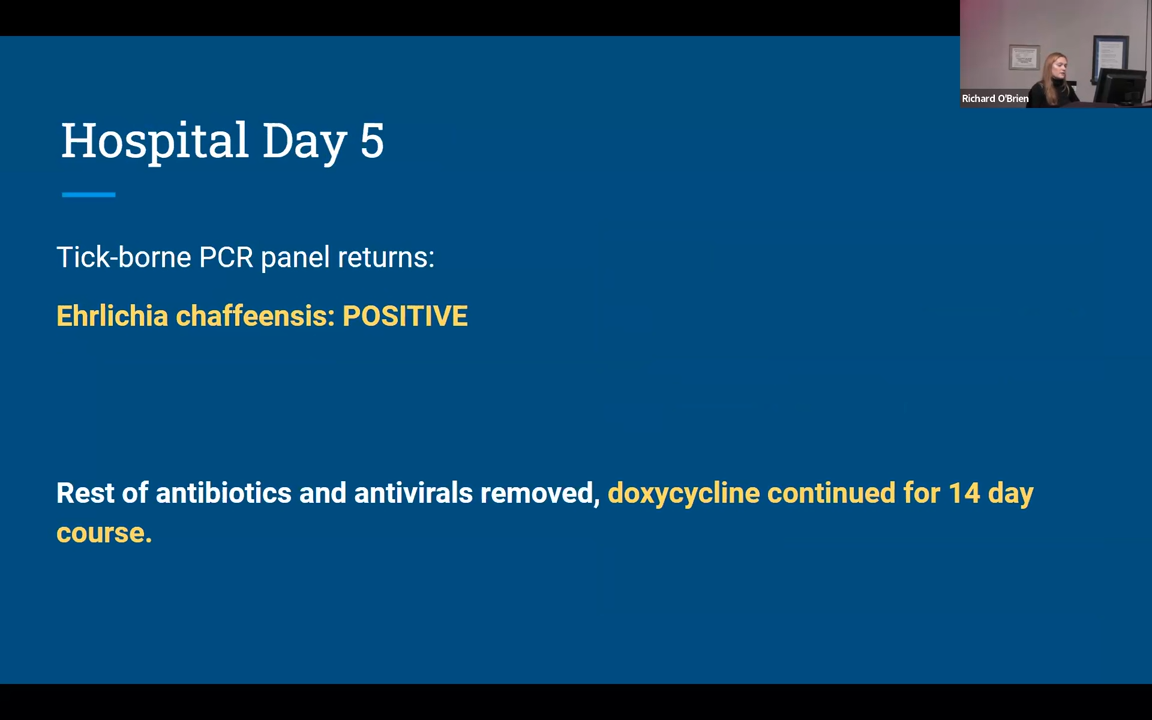 Richard O'Brien
Hospital Day 5
Tick-borne PCR panel returns:
Ehrlichia chaffeensis: POSITIVE
Rest of antibiotics and antivirals removed, doxycycline continued for 14 day
course.